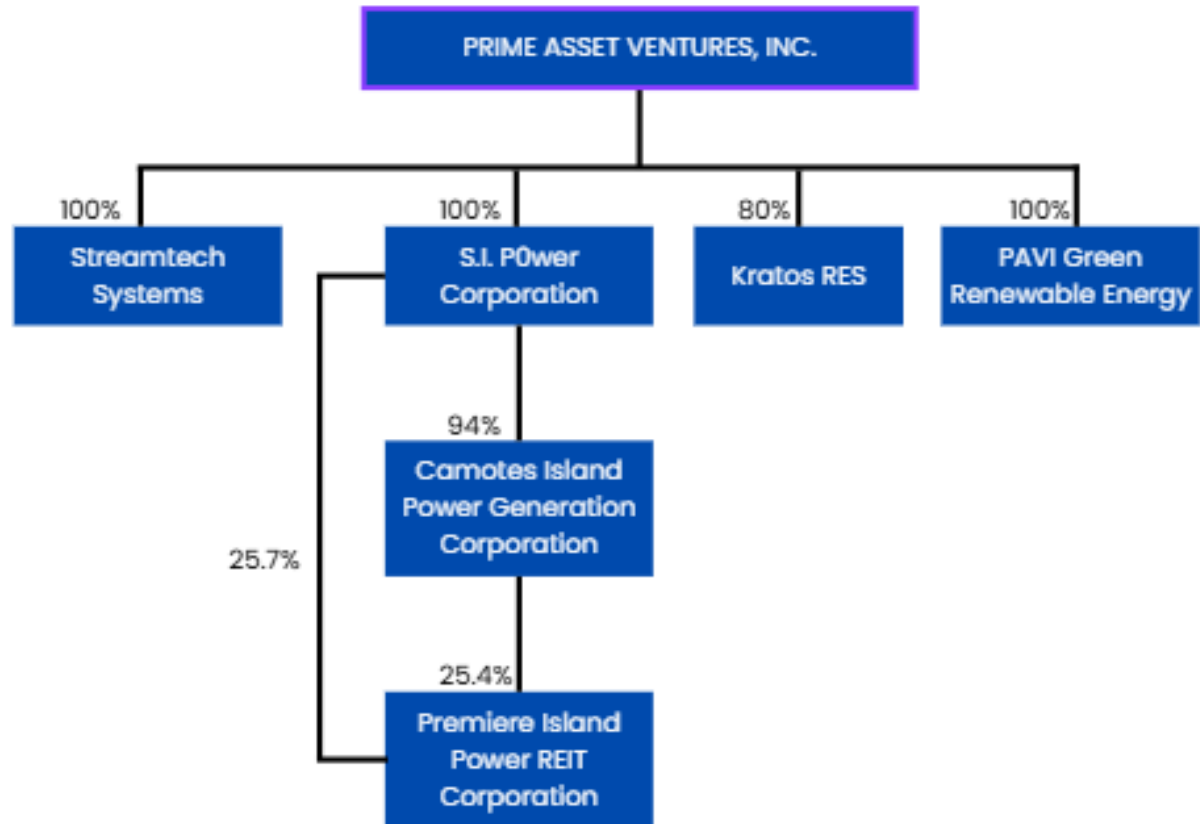 PRIME ASSET VENTURES, INC.
100%
100%
80%
100%
Streamtech
Systems
S.I. P0wer
Corporation
Kratos RES
PAVI Green
Renewable Energy
94%
Camotes Island
Power Generation
Corporation
25.7%
25.4%
Premiere Island
Power REIT
Corporation